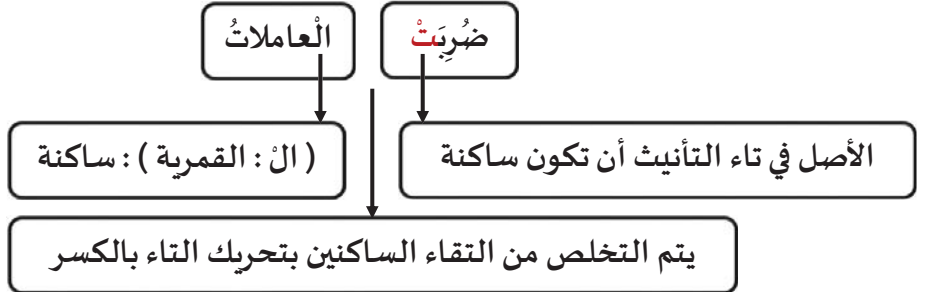 ضُرِبَتْ الْعاملاتُ
الأصل في تاء التأنيث أن تكون ساكنة
( الْ : القمرية ) : ساكنة
يتم التخلص من التقاء الساكنين بتحريك التاء بالكسر